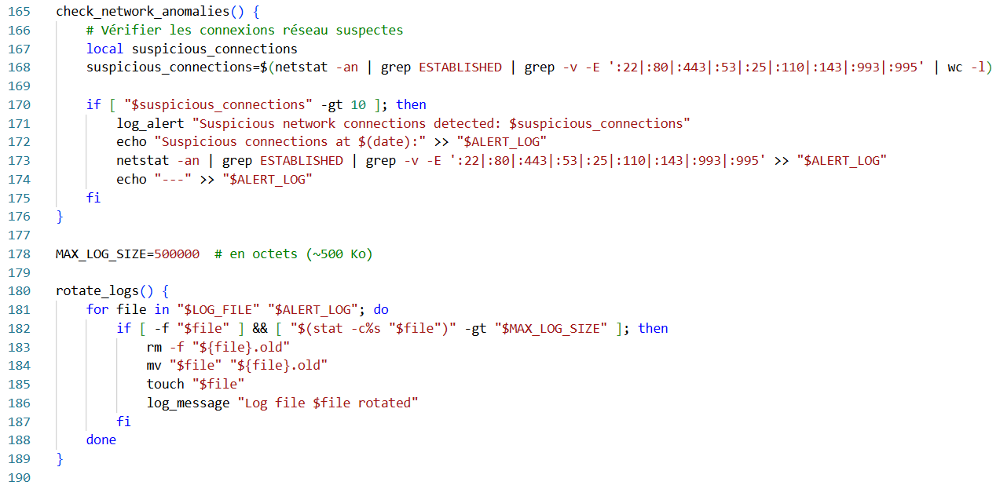 165 check_network_anomalies() {
166     # Vérifier les connexions réseau suspectes
167     local suspicious_connections
168     suspicious_connections=$(netstat -an | grep ESTABLISHED | grep -v -E ':22|:80|:443|:53|:25|:110|:143|:993|:995' | wc -l)
169
170     if [ "$suspicious_connections" -gt 10 ]; then
171         log_alert "Suspicious network connections detected: $suspicious_connections"
172         echo "Suspicious connections at $(date):" >> "$ALERT_LOG"
173         netstat -an | grep ESTABLISHED | grep -v -E ':22|:80|:443|:53|:25|:110|:143|:993|:995' >> "$ALERT_LOG"
174         echo "---" >> "$ALERT_LOG"
175     fi
176 }
177
178 MAX_LOG_SIZE=500000  # en octets (~500 Ko)
179
180 rotate_logs() {
181     for file in "$LOG_FILE" "$ALERT_LOG"; do
182         if [ -f "$file" ] && [ "$(stat -c%s "$file")" -gt "$MAX_LOG_SIZE" ]; then
183             rm -f "${file}.old"
184             mv "$file" "${file}.old"
185             touch "$file"
186             log_message "Log file $file rotated"
187         fi
188     done
189 }
190